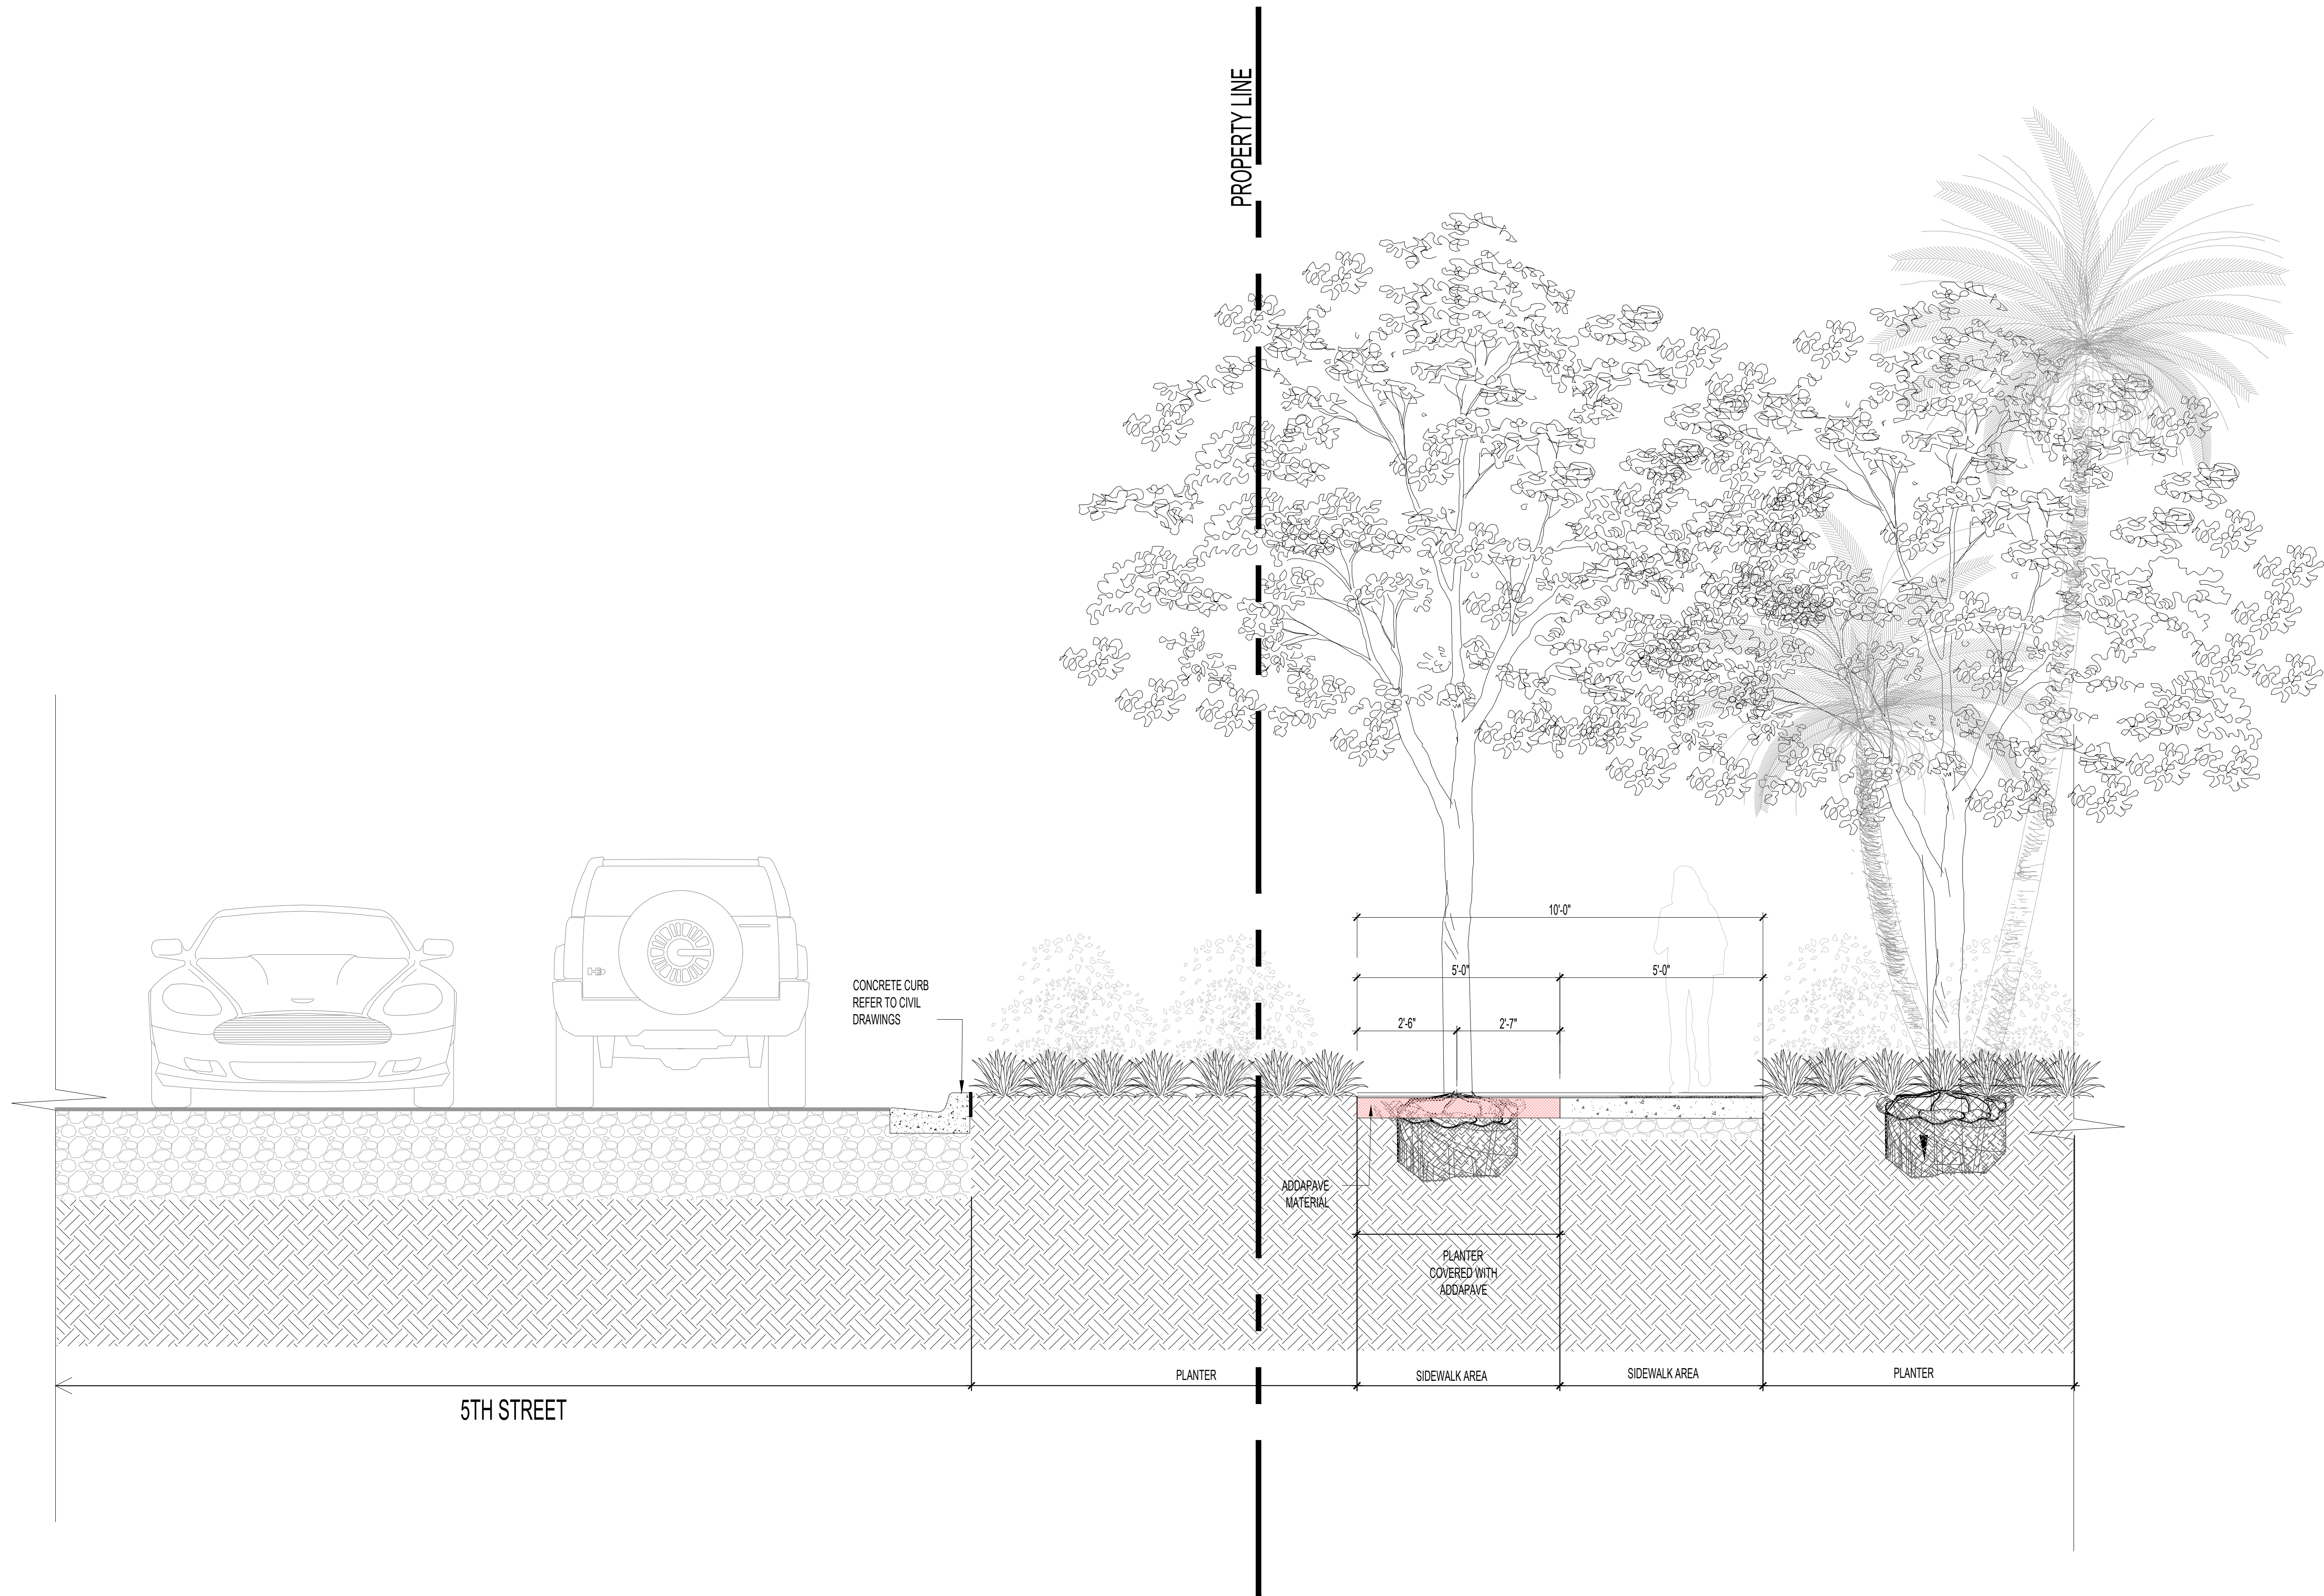 PROPERTY LINE
10'-0"
5'-0"
5'-0"
2'-6"
2'-7"
CONCRETE CURB
REFER TO CIVIL
DRAWINGS
H3
ADDAPAVE
MATERIAL
PLANTER
COVERED WITH
ADDAPAVE
PLANTER
SIDEWALK AREA
SIDEWALK AREA
PLANTER
5TH STREET